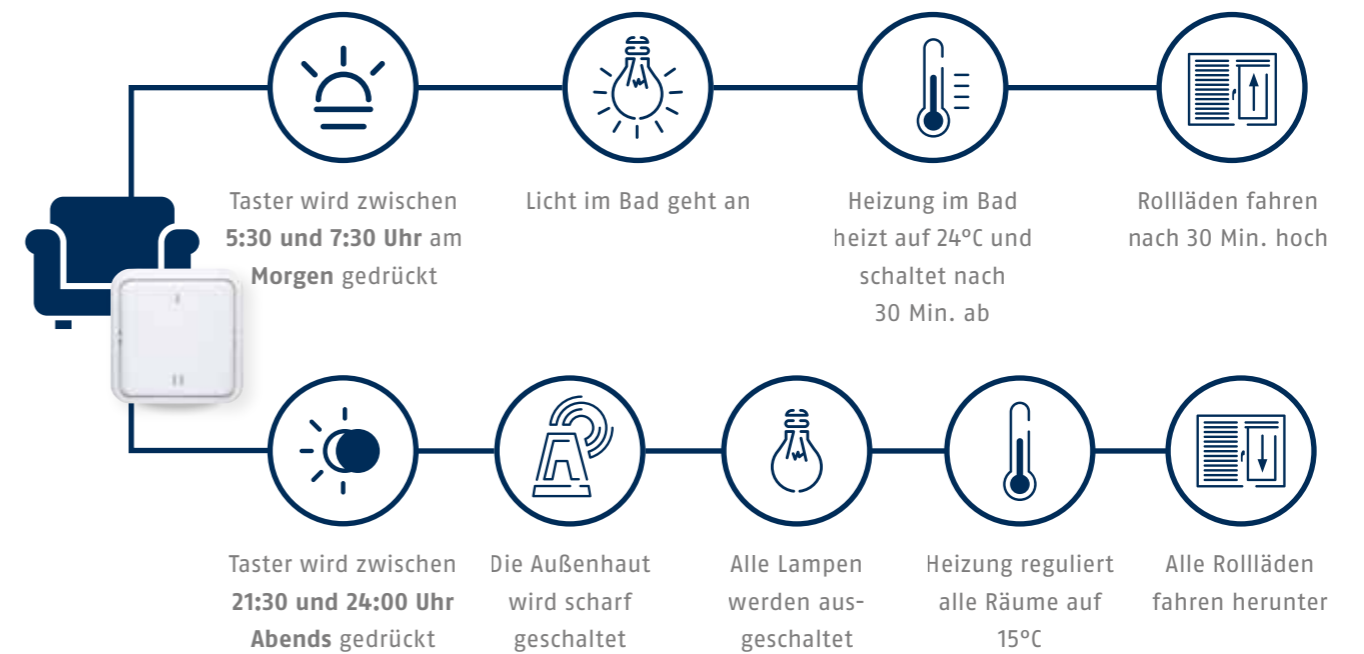 Taster wird zwischen
5:30 und 7:30 Uhr am
Morgen gedrückt
Licht im Bad geht an
Heizung im Bad
heizt auf 24°C und
schaltet nach
30 Min. ab
Rollläden fahren
nach 30 Min. hoch
I
II
Taster wird zwischen
21:30 und 24:00 Uhr
Abends gedrückt
Die Außenhaut
wird scharf
geschaltet
Alle Lampen
werden aus-
geschaltet
Heizung reguliert
alle Räume auf
15°C
Alle Rollläden
fahren herunter